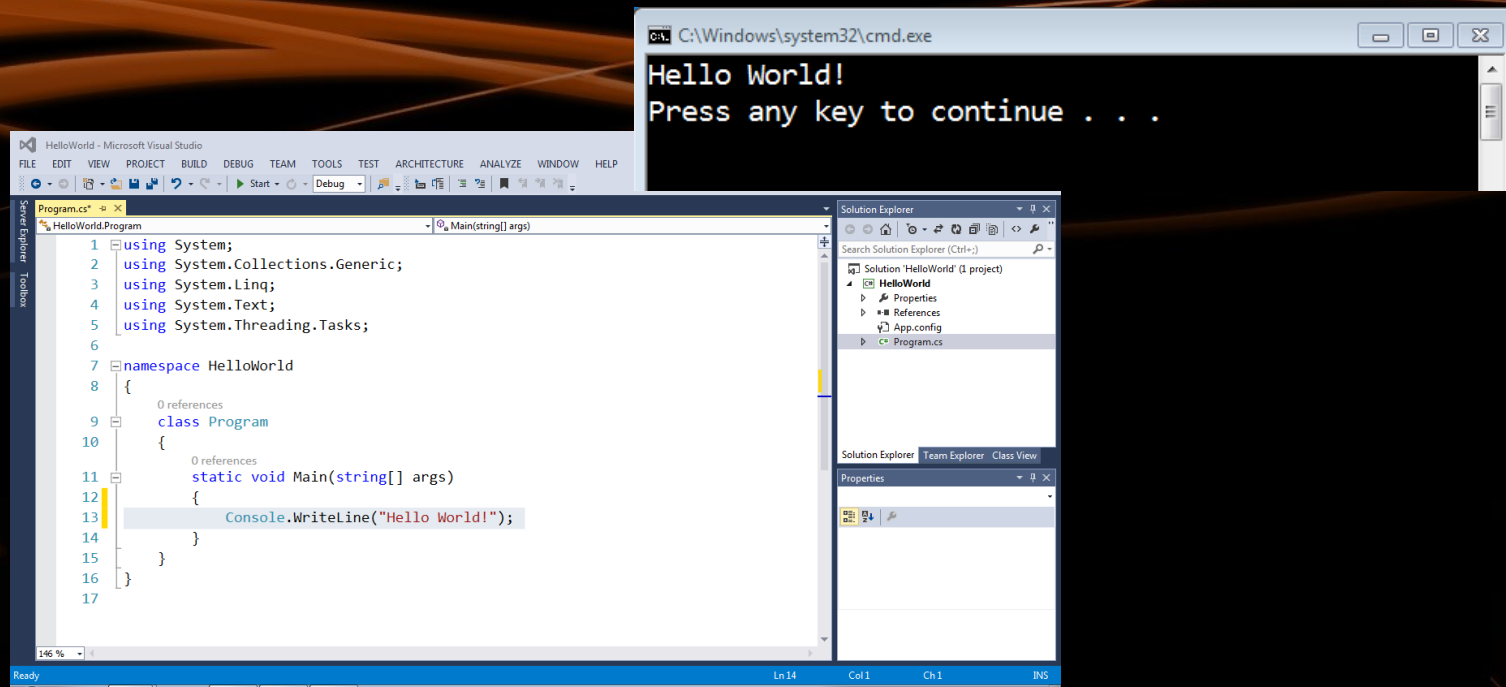 C:\Windows\system32\cmd.exe
Hello World!
Press any key to continue . . .
HelloWorld - Microsoft Visual Studio
FILE EDIT VIEW PROJECT BUILD DEBUG TEAM TOOLS TEST ARCHITECTURE ANALYZE WINDOW HELP
Start Debug
Server Explorer
Toolbox
Program.cs*
HelloWorld.Program
Main(string[] args)
1 using System;
2 using System.Collections.Generic;
3 using System.Linq;
4 using System.Text;
5 using System.Threading.Tasks;
6
7 namespace HelloWorld
8 {
0 references
9 class Program
10 {
0 references
11 static void Main(string[] args)
12 {
13 Console.WriteLine("Hello World!");
14 }
15 }
16 }
17
146 %
Solution Explorer
Search Solution Explorer (Ctrl+;)
Solution 'HelloWorld' (1 project)
C# HelloWorld
Properties
References
App.config
C# Program.cs
Solution Explorer Team Explorer Class View
Properties
Ready Ln 14 Col 1 Ch 1 INS